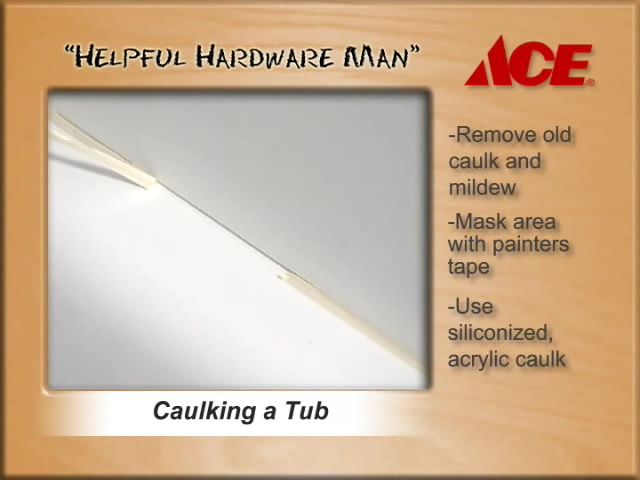 “HELPFUL HARDWARE MAN”
ACE®
-Remove old
caulk and
mildew
-Mask area
with painters
tape
-Use
siliconized,
acrylic caulk
Caulking a Tub